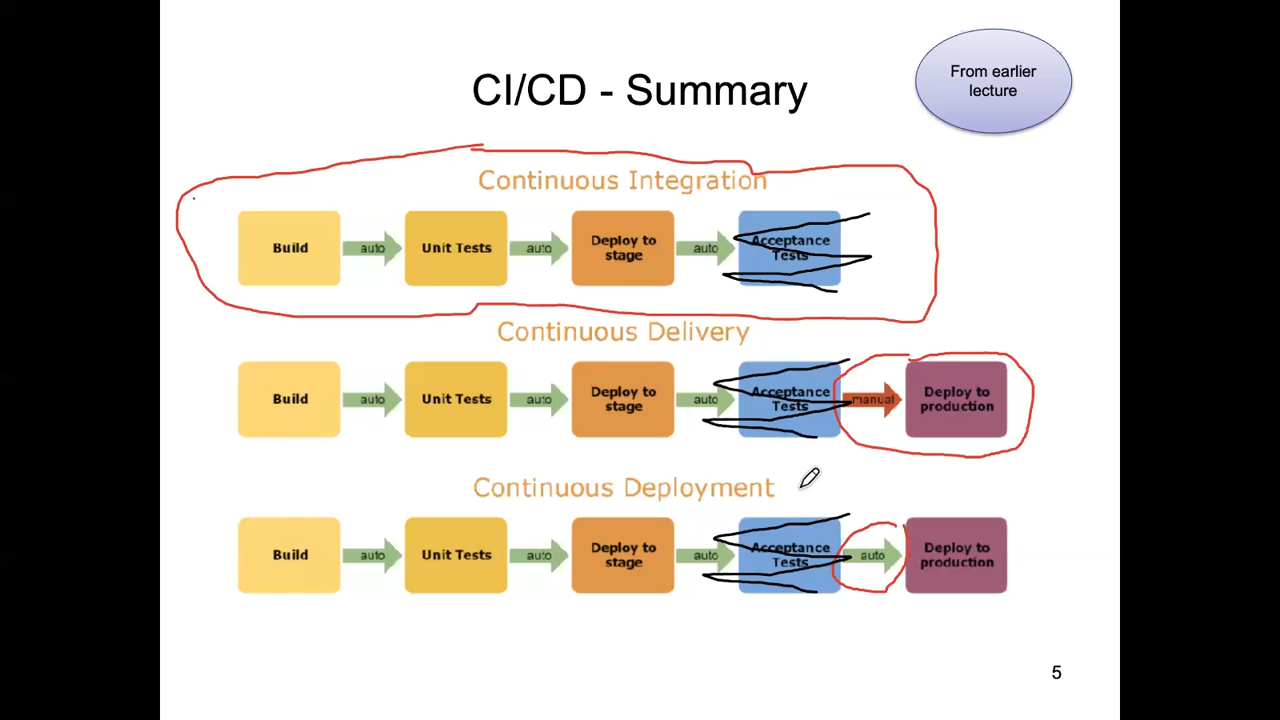 From earlier
lecture
CI/CD - Summary
Continuous Integration
Build
auto
Unit Tests
auto
Deploy to
stage
auto
Acceptance
Tests
Continuous Delivery
Build
auto
Unit Tests
auto
Deploy to
stage
auto
Acceptance
Tests
manual
Deploy to
production
Continuous Deployment
Build
auto
Unit Tests
auto
Deploy to
stage
auto
Acceptance
Tests
auto
Deploy to
production
5